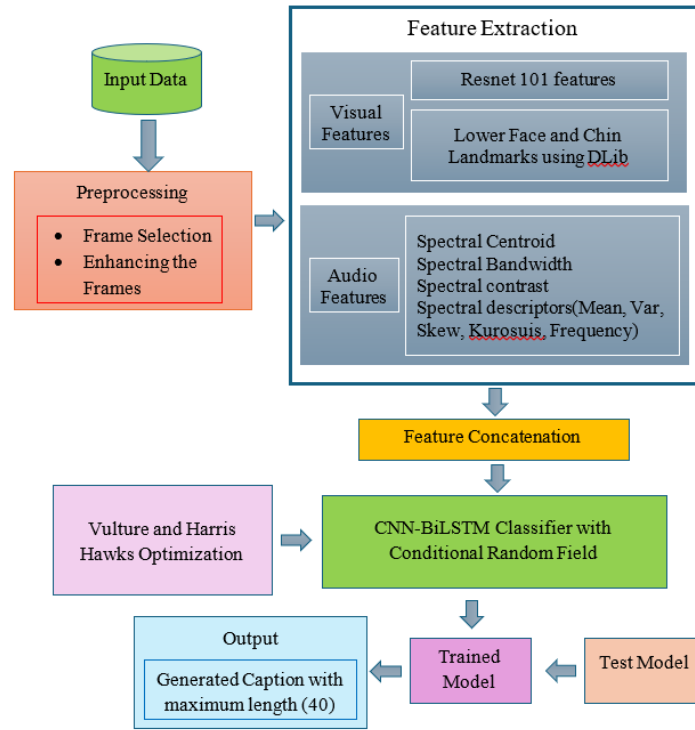 Feature Extraction
Input Data
Resnet 101 features
Visual
Features
Lower Face and Chin
Landmarks using DLib
Preprocessing
• Frame Selection
• Enhancing the
Frames
Audio
Features
Spectral Centroid
Spectral Bandwidth
Spectral contrast
Spectral descriptors(Mean, Var,
Skew, Kurosuis, Frequency)
Feature Concatenation
Vulture and Harris
Hawks Optimization
CNN-BiLSTM Classifier with
Conditional Random Field
Output
Generated Caption with
maximum length (40)
Trained
Model
Test Model